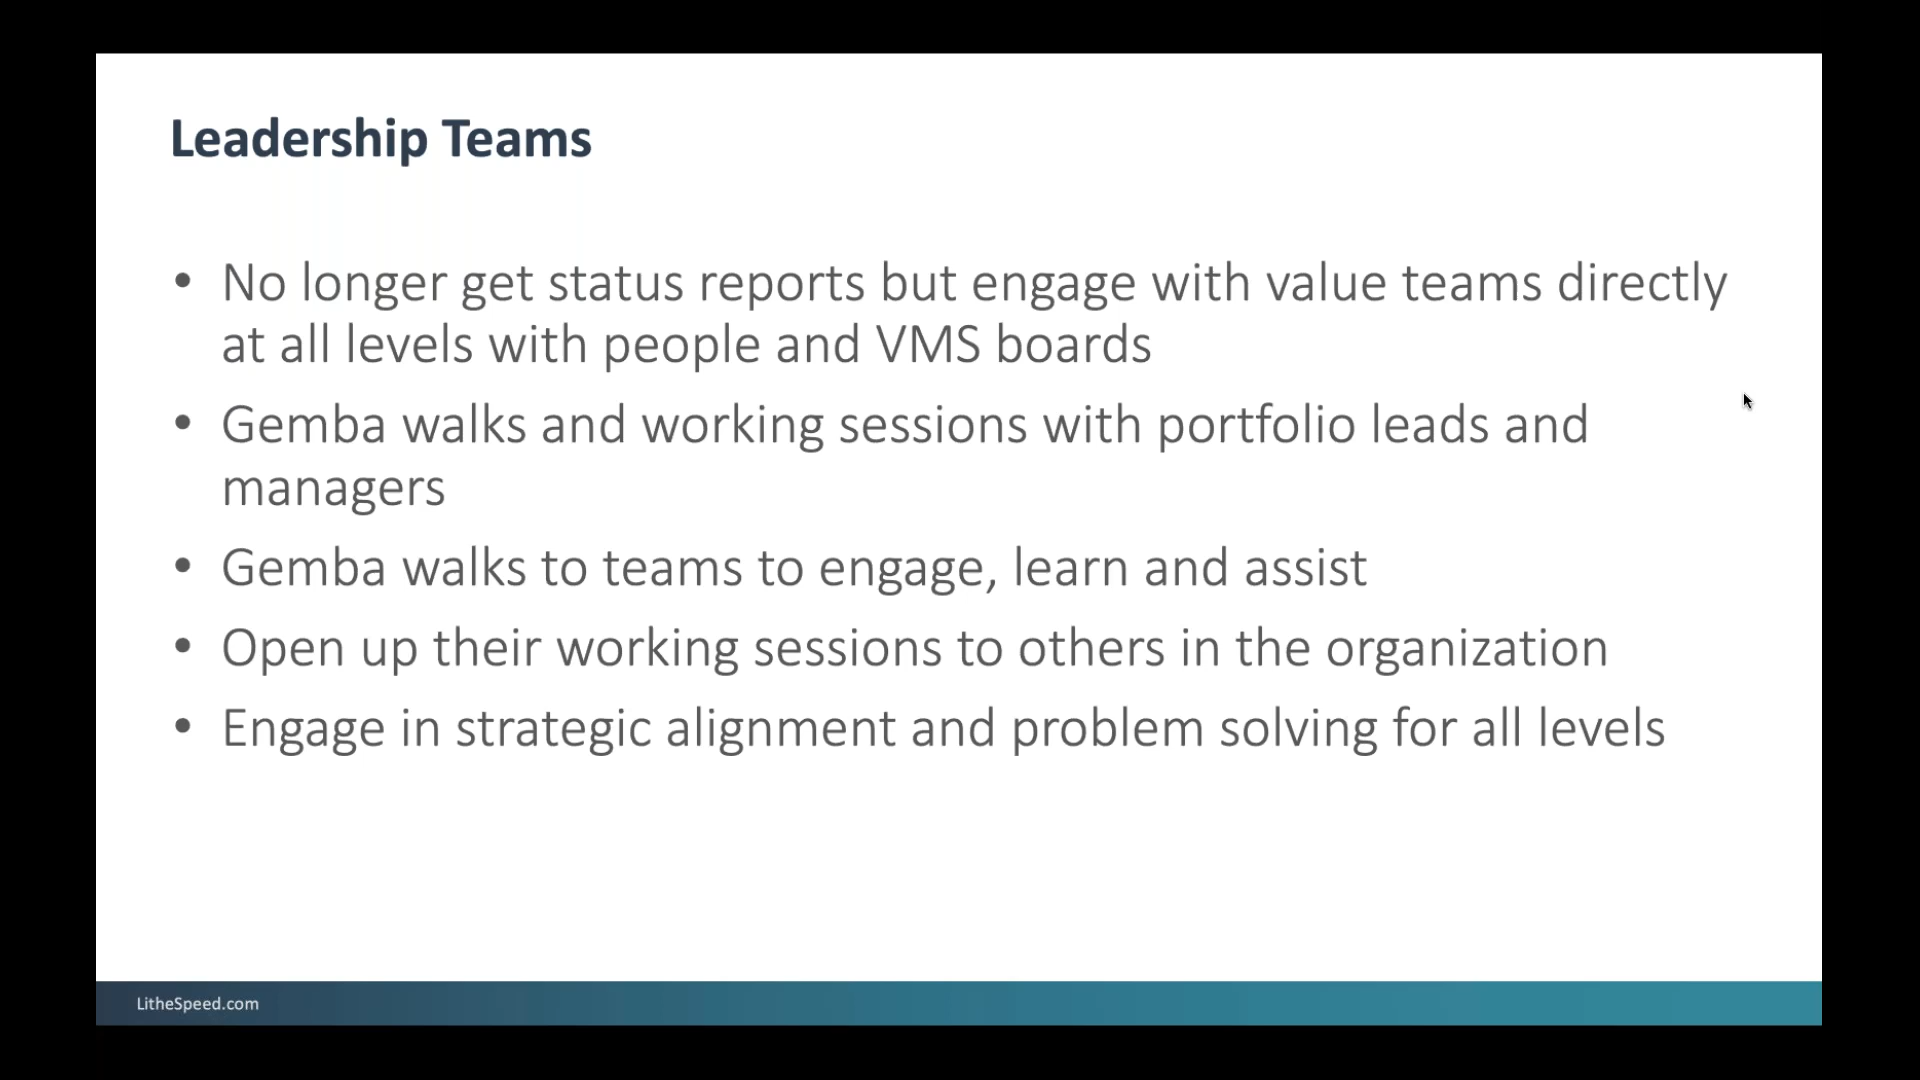 Leadership Teams
• No longer get status reports but engage with value teams directly
at all levels with people and VMS boards
• Gemba walks and working sessions with portfolio leads and
managers
• Gemba walks to teams to engage, learn and assist
• Open up their working sessions to others in the organization
• Engage in strategic alignment and problem solving for all levels
LitheSpeed.com